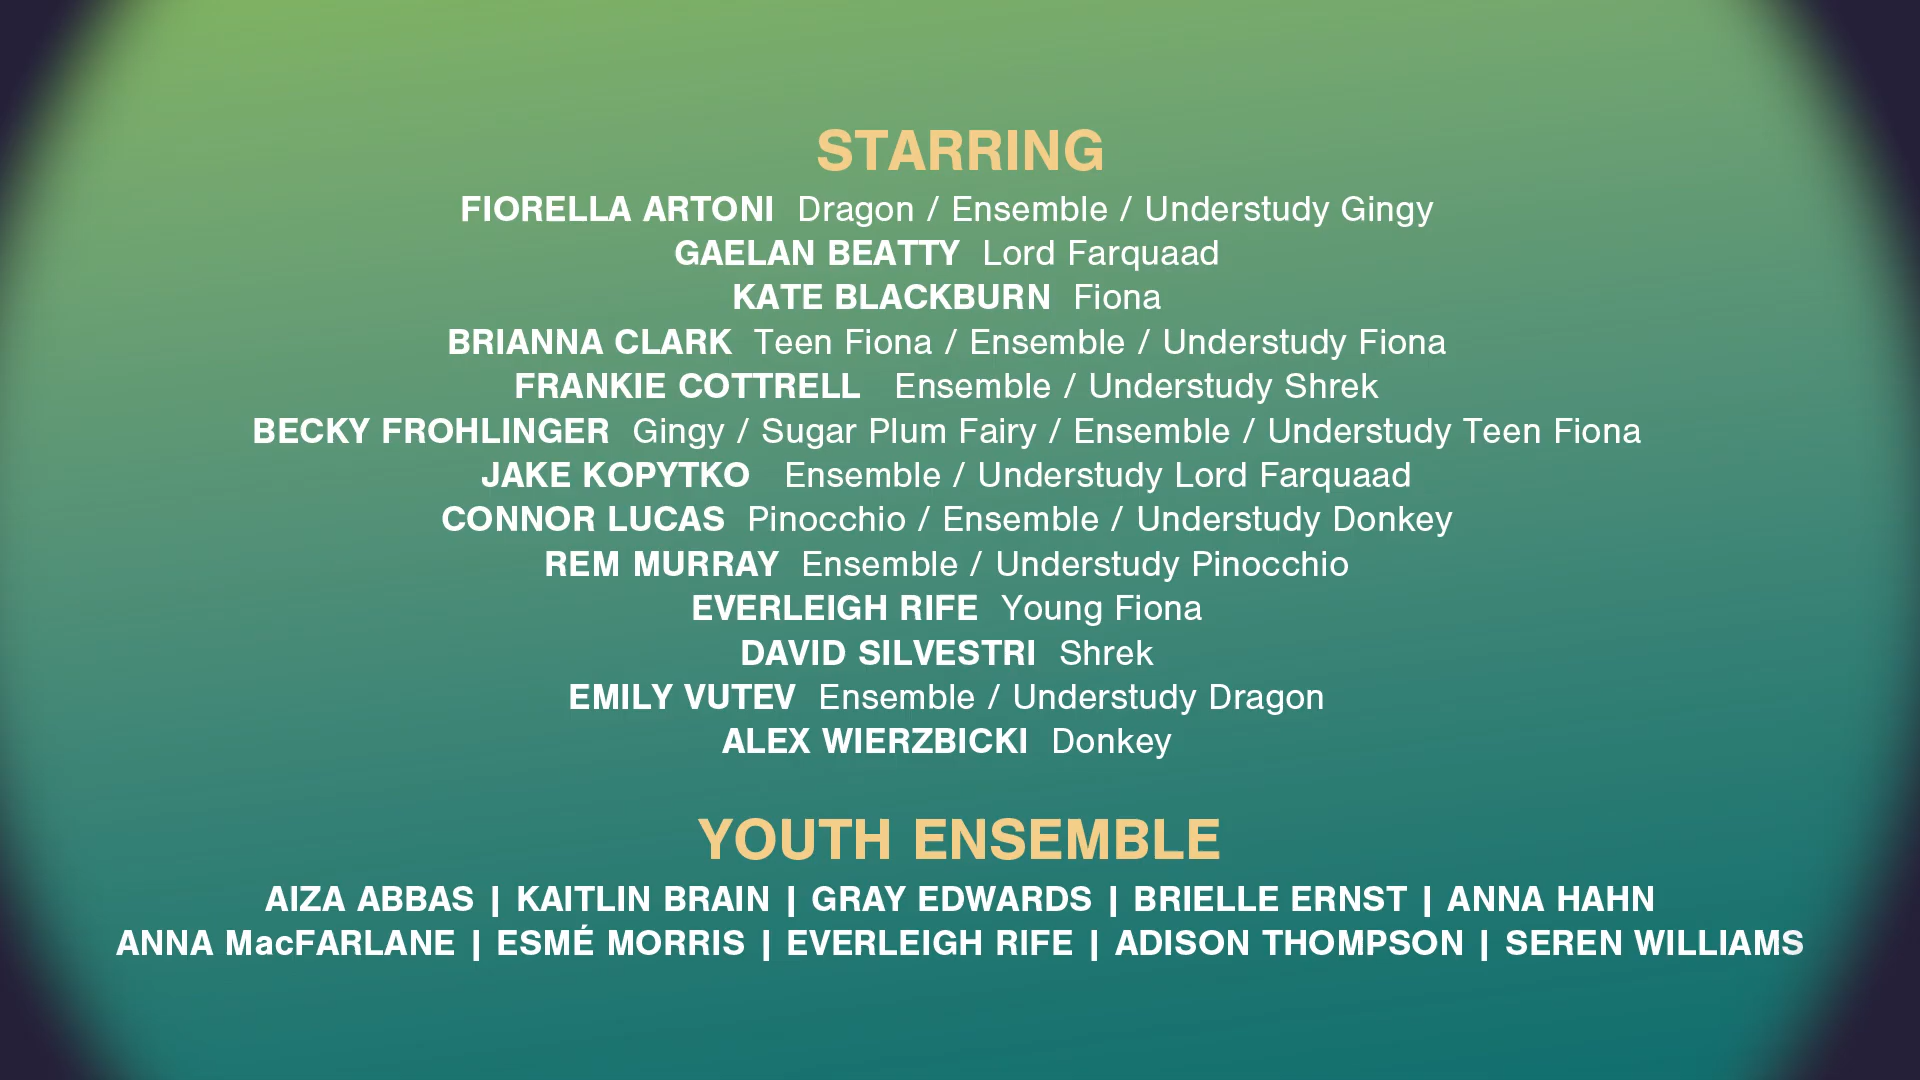 STARRING
FIORELLA ARTONI Dragon / Ensemble / Understudy Gingy
GAELAN BEATTY Lord Farquaad
KATE BLACKBURN Fiona
BRIANNA CLARK Teen Fiona / Ensemble / Understudy Fiona
FRANKIE COTTRELL Ensemble / Understudy Shrek
BECKY FROHLINGER Gingy / Sugar Plum Fairy / Ensemble / Understudy Teen Fiona
JAKE KOPYTKO Ensemble / Understudy Lord Farquaad
CONNOR LUCAS Pinocchio / Ensemble / Understudy Donkey
REM MURRAY Ensemble / Understudy Pinocchio
EVERLEIGH RIFE Young Fiona
DAVID SILVESTRI Shrek
EMILY VUTEV Ensemble / Understudy Dragon
ALEX WIERZBICKI Donkey
YOUTH ENSEMBLE
AIZA ABBAS | KAITLIN BRAIN | GRAY EDWARDS | BRIELLE ERNST | ANNA HAHN
ANNA MacFARLANE | ESMÉ MORRIS | EVERLEIGH RIFE | ADISON THOMPSON | SEREN WILLIAMS